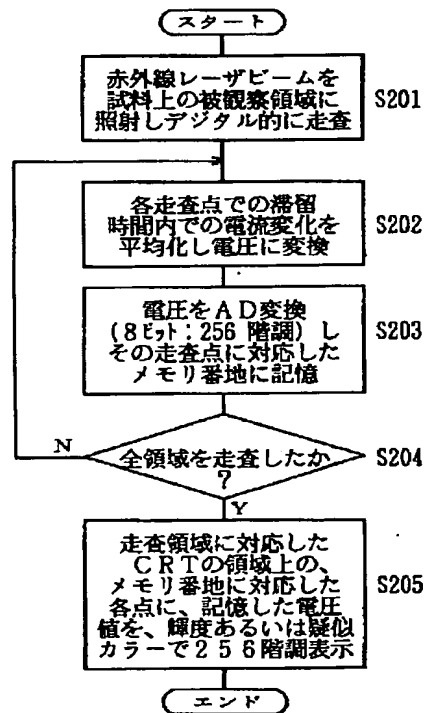 スタート
赤外線レーザビームを
試料上の被観察領域に
照射しデジタル的に走査
S201
各走査点での滞留
時間内での電流変化を
平均化し電圧に変換
S202
電圧をAD変換
(8ビット:256階調)し
その走査点に対応した
メモリ番地に記憶
S203
全領域を走査したか
?
S204
N
Y
走査領域に対応した
CRTの領域上の、
メモリ番地に対応した
各点に、記憶した電圧
値を、輝度あるいは疑似
カラーで256階調表示
S205
エンド